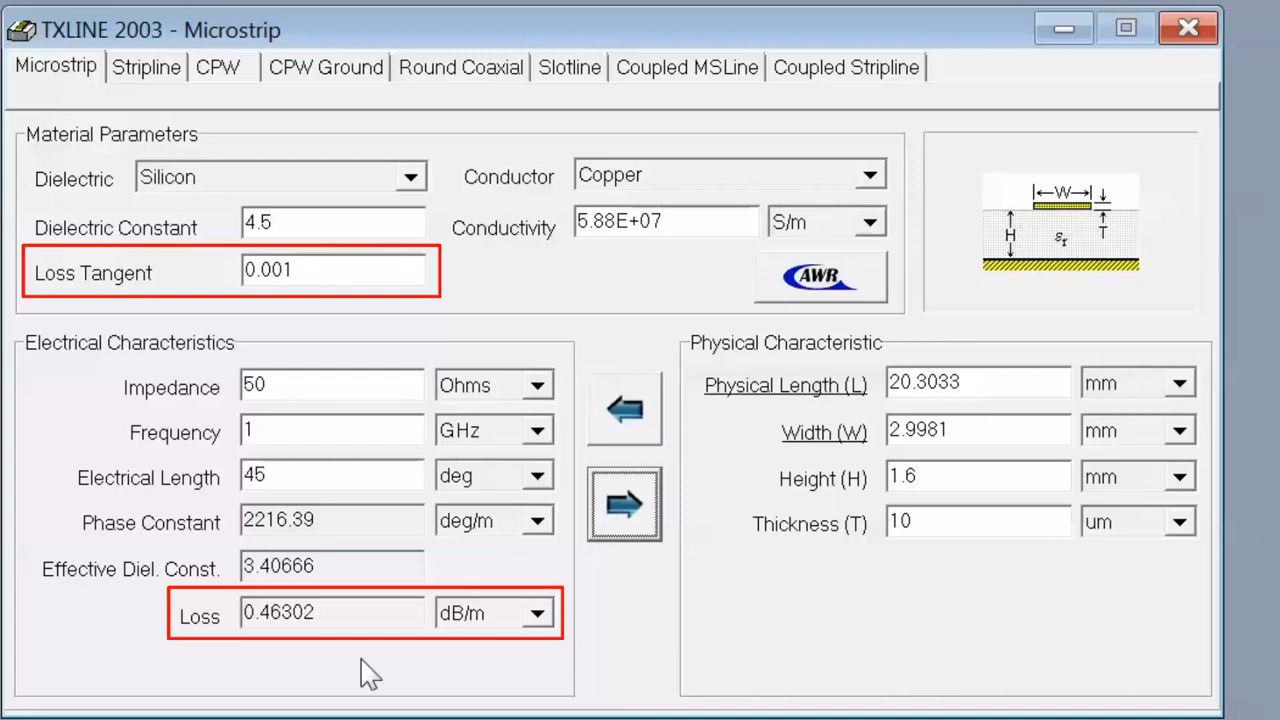 TXLINE 2003 - Microstrip
Microstrip Stripline CPW CPW Ground Round Coaxial Slotline Coupled MSLine Coupled Stripline
Material Parameters
Dielectric Silicon Conductor Copper
Dielectric Constant 4.5 Conductivity 5.88E+07 S/m
Loss Tangent 0.001
AWR
W
H
εr
T
Electrical Characteristics
Impedance 50 Ohms
Frequency 1 GHz
Electrical Length 45 deg
Phase Constant 2216.39 deg/m
Effective Diel. Const. 3.40666
Loss 0.46302 dB/m
Physical Characteristic
Physical Length (L) 20.3033 mm
Width (W) 2.9981 mm
Height (H) 1.6 mm
Thickness (T) 10 um